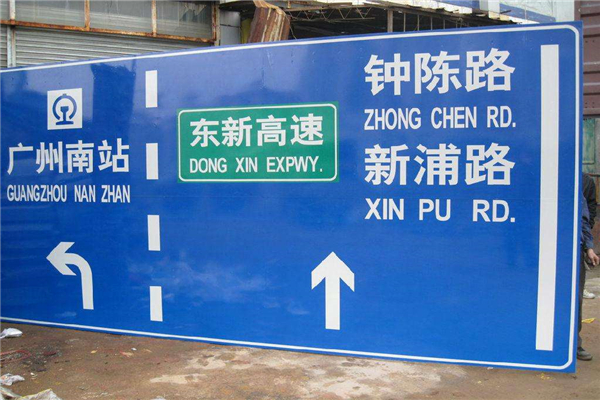 广州南站
GUANGZHOU NAN ZHAN
东新高速
DONG XIN EXPWY.
钟陈路
ZHONG CHEN RD.
新浦路
XIN PU RD.